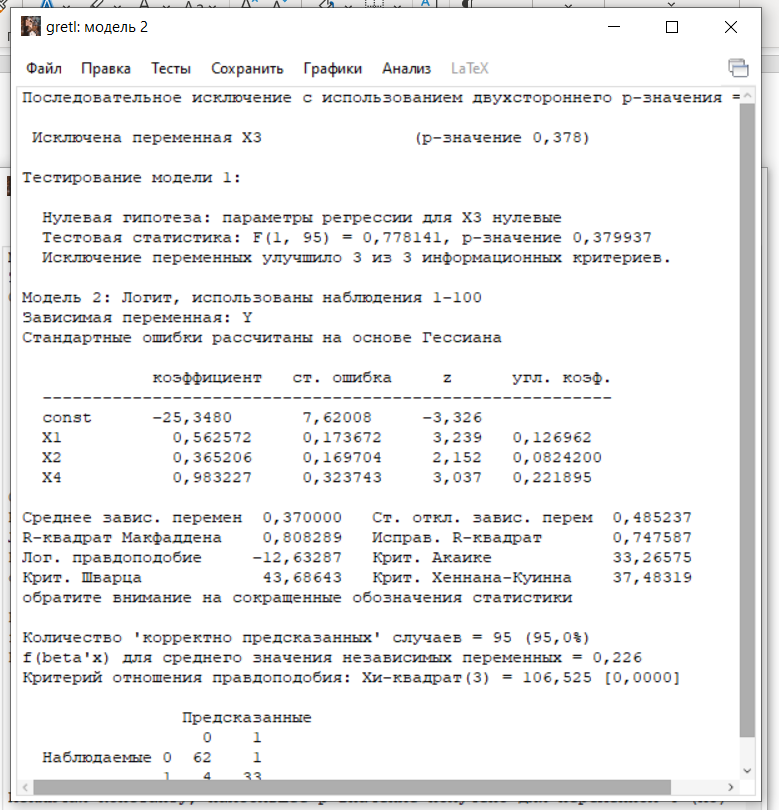 gretl: модель 2
Файл Правка Тесты Сохранить Графики Анализ LaTeX
Последовательное исключение с использованием двухстороннего p-значения =
Исключена переменная X3 (p-значение 0,378)
Тестирование модели 1:
Нулевая гипотеза: параметры регрессии для X3 нулевые
Тестовая статистика: F(1, 95) = 0,778141, p-значение 0,379937
Исключение переменных улучшило 3 из 3 информационных критериев.
Модель 2: Логит, использованы наблюдения 1-100
Зависимая переменная: Y
Стандартные ошибки рассчитаны на основе Гессиана
коэффициент ст. ошибка z угл. коэф.
------------------------------------------------------------
const -25,3480 7,62008 -3,326
X1 0,562572 0,173672 3,239 0,126962
X2 0,365206 0,169704 2,152 0,0824200
X4 0,983227 0,323743 3,037 0,221895
Среднее завис. перемен 0,370000 Ст. откл. завис. перем 0,485237
R-квадрат Макфаддена 0,808289 Исправ. R-квадрат 0,747587
Лог. правдоподобие -12,63287 Крит. Акаике 33,26575
Крит. Шварца 43,68643 Крит. Хеннана-Куинна 37,48319
обратите внимание на сокращенные обозначения статистики
Количество 'корректно предсказанных' случаев = 95 (95,0%)
f(beta'x) для среднего значения независимых переменных = 0,226
Критерий отношения правдоподобия: Хи-квадрат(3) = 106,525 [0,0000]
Предсказанные
0 1
Наблюдаемые 0 62 1
1 4 33